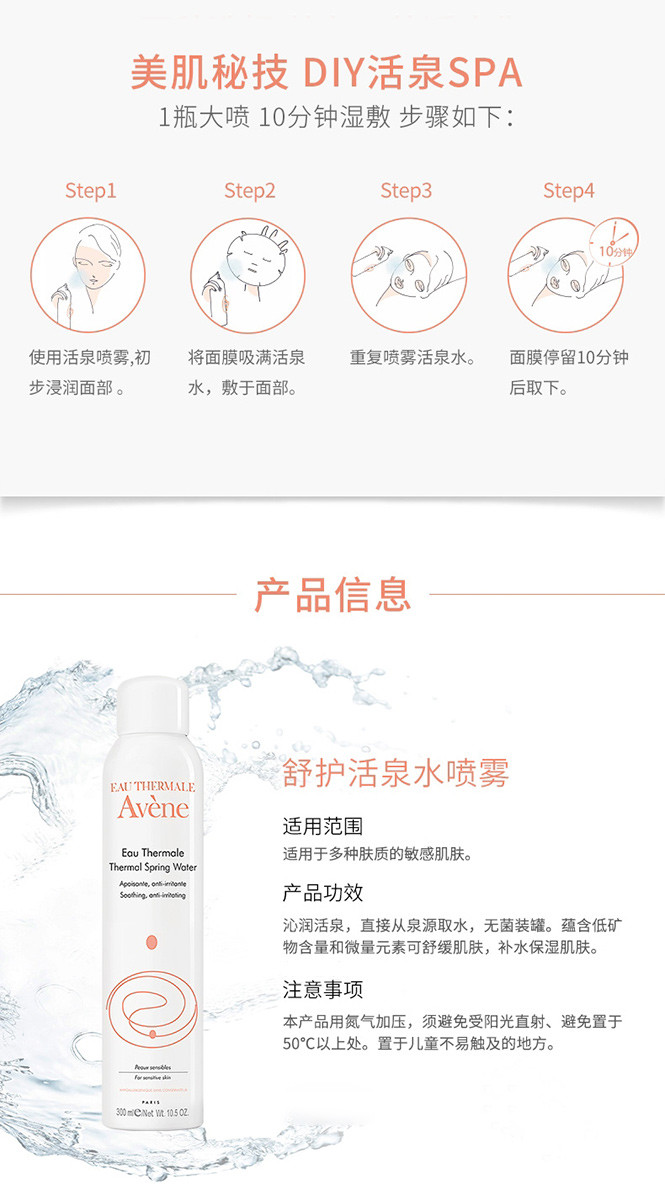 美肌秘技 DIY活泉SPA
1瓶大喷 10分钟湿敷 步骤如下：
Step1
Step2
Step3
Step4
10分钟
使用活泉喷雾,初
步浸润面部 。
将面膜吸满活泉
水，敷于面部。
重复喷雾活泉水。
面膜停留10分钟
后取下。
产品信息
EAU THERMALE
Avène
Eau Thermale
Thermal Spring Water
Apaisante, anti-irritante
Soothing, anti-irritating
Peaux sensibles
For sensitive skin
PARIS
300 ml e Net Wt. 10.5 OZ.
舒护活泉水喷雾
适用范围
适用于多种肤质的敏感肌肤。
产品功效
沁润活泉，直接从泉源取水，无菌装罐。蕴含低矿
物含量和微量元素可舒缓肌肤，补水保湿肌肤。
注意事项
本产品用氮气加压，须避免受阳光直射、避免置于
50℃以上处。置于儿童不易触及的地方。